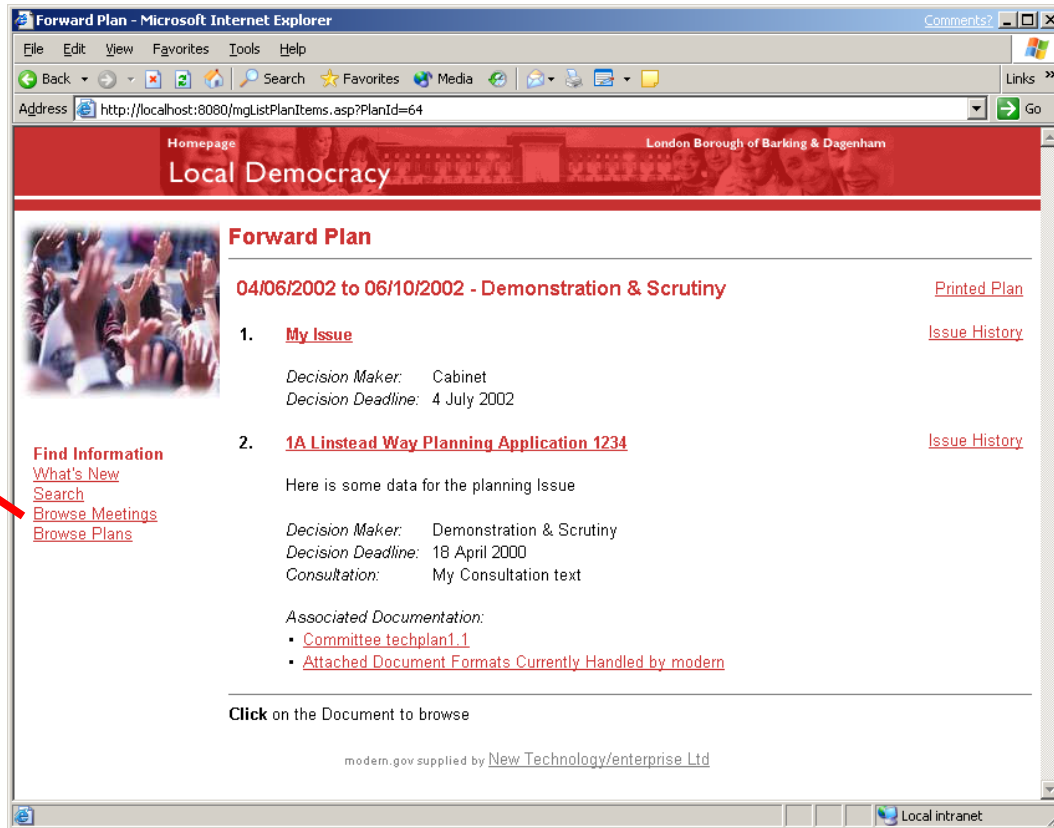 Forward Plan - Microsoft Internet Explorer Comments?
File Edit View Favorites Tools Help
Back Search Favorites Media Links »
Address http://localhost:8080/mgListPlanItems.asp?PlanId=64 Go
Homepage London Borough of Barking & Dagenham
Local Democracy
Forward Plan
04/06/2002 to 06/10/2002 - Demonstration & Scrutiny Printed Plan
1. My Issue Issue History
Decision Maker: Cabinet
Decision Deadline: 4 July 2002
2. 1A Linstead Way Planning Application 1234 Issue History
Here is some data for the planning Issue
Decision Maker: Demonstration & Scrutiny
Decision Deadline: 18 April 2000
Consultation: My Consultation text
Associated Documentation:
▪ Committee techplan1.1
▪ Attached Document Formats Currently Handled by modern
Find Information
What's New
Search
Browse Meetings
Browse Plans
Click on the Document to browse
modern.gov supplied by New Technology/enterprise Ltd
Local intranet